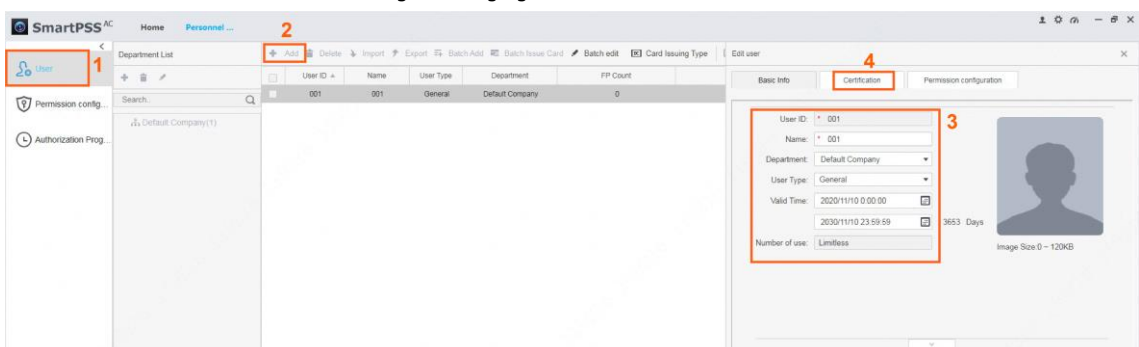 SmartPSS AC Home Personnel ...
2
User
1
Permission config...
Authorization Prog...
Department List
Search..
Default Company(1)
Add Delete Import Export Batch Add Batch Issue Card Batch edit Card Issuing Type
User ID Name User Type Department FP Count
001 001 General Default Company 0
Edit user
4
Basic Info Certification Permission configuration
3
User ID: * 001
Name: * 001
Department: Default Company
User Type: General
Valid Time: 2020/11/10 0:00:00
2030/11/10 23:59:59 3653 Days
Number of use: Limitless
Image Size:0 ~ 120KB